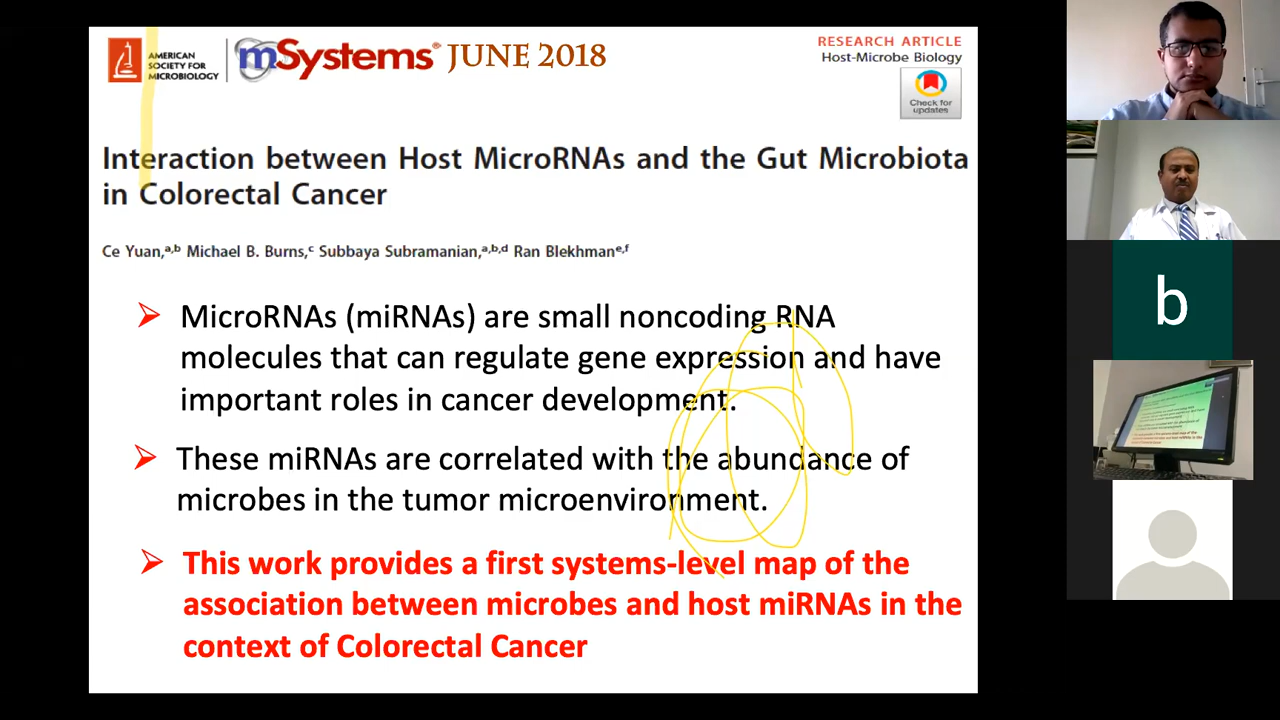 AMERICAN
SOCIETY FOR
MICROBIOLOGY
mSystems® JUNE 2018
RESEARCH ARTICLE
Host-Microbe Biology
Check for
updates
Interaction between Host MicroRNAs and the Gut Microbiota
in Colorectal Cancer
Ce Yuan,a,b Michael B. Burns,c Subbaya Subramanian,a,b,d Ran Blekhmane,f
MicroRNAs (miRNAs) are small noncoding RNA
molecules that can regulate gene expression and have
important roles in cancer development.
These miRNAs are correlated with the abundance of
microbes in the tumor microenvironment.
This work provides a first systems-level map of the
association between microbes and host miRNAs in the
context of Colorectal Cancer
b